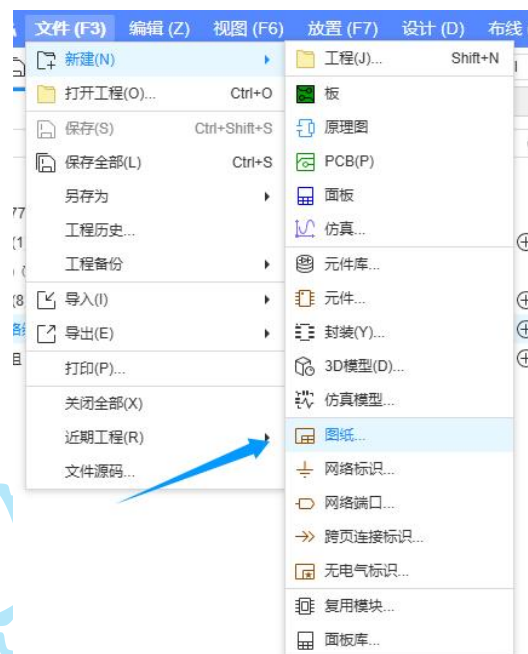 文件 (F3) 编辑 (Z) 视图 (F6) 放置 (F7) 设计 (D) 布线
新建(N)
打开工程(O)... Ctrl+O
保存(S) Ctrl+Shift+S
保存全部(L) Ctrl+S
另存为
工程历史...
工程备份
导入(I)
导出(E)
打印(P)...
关闭全部(X)
近期工程(R)
文件源码...
工程(J)... Shift+N
板
原理图
PCB(P)
面板
仿真...
元件库...
元件...
封装(Y)...
3D模型(D)...
仿真模型...
图纸...
网络标识...
网络端口...
跨页连接标识...
无电气标识...
复用模块...
面板库...
77
(1
(8